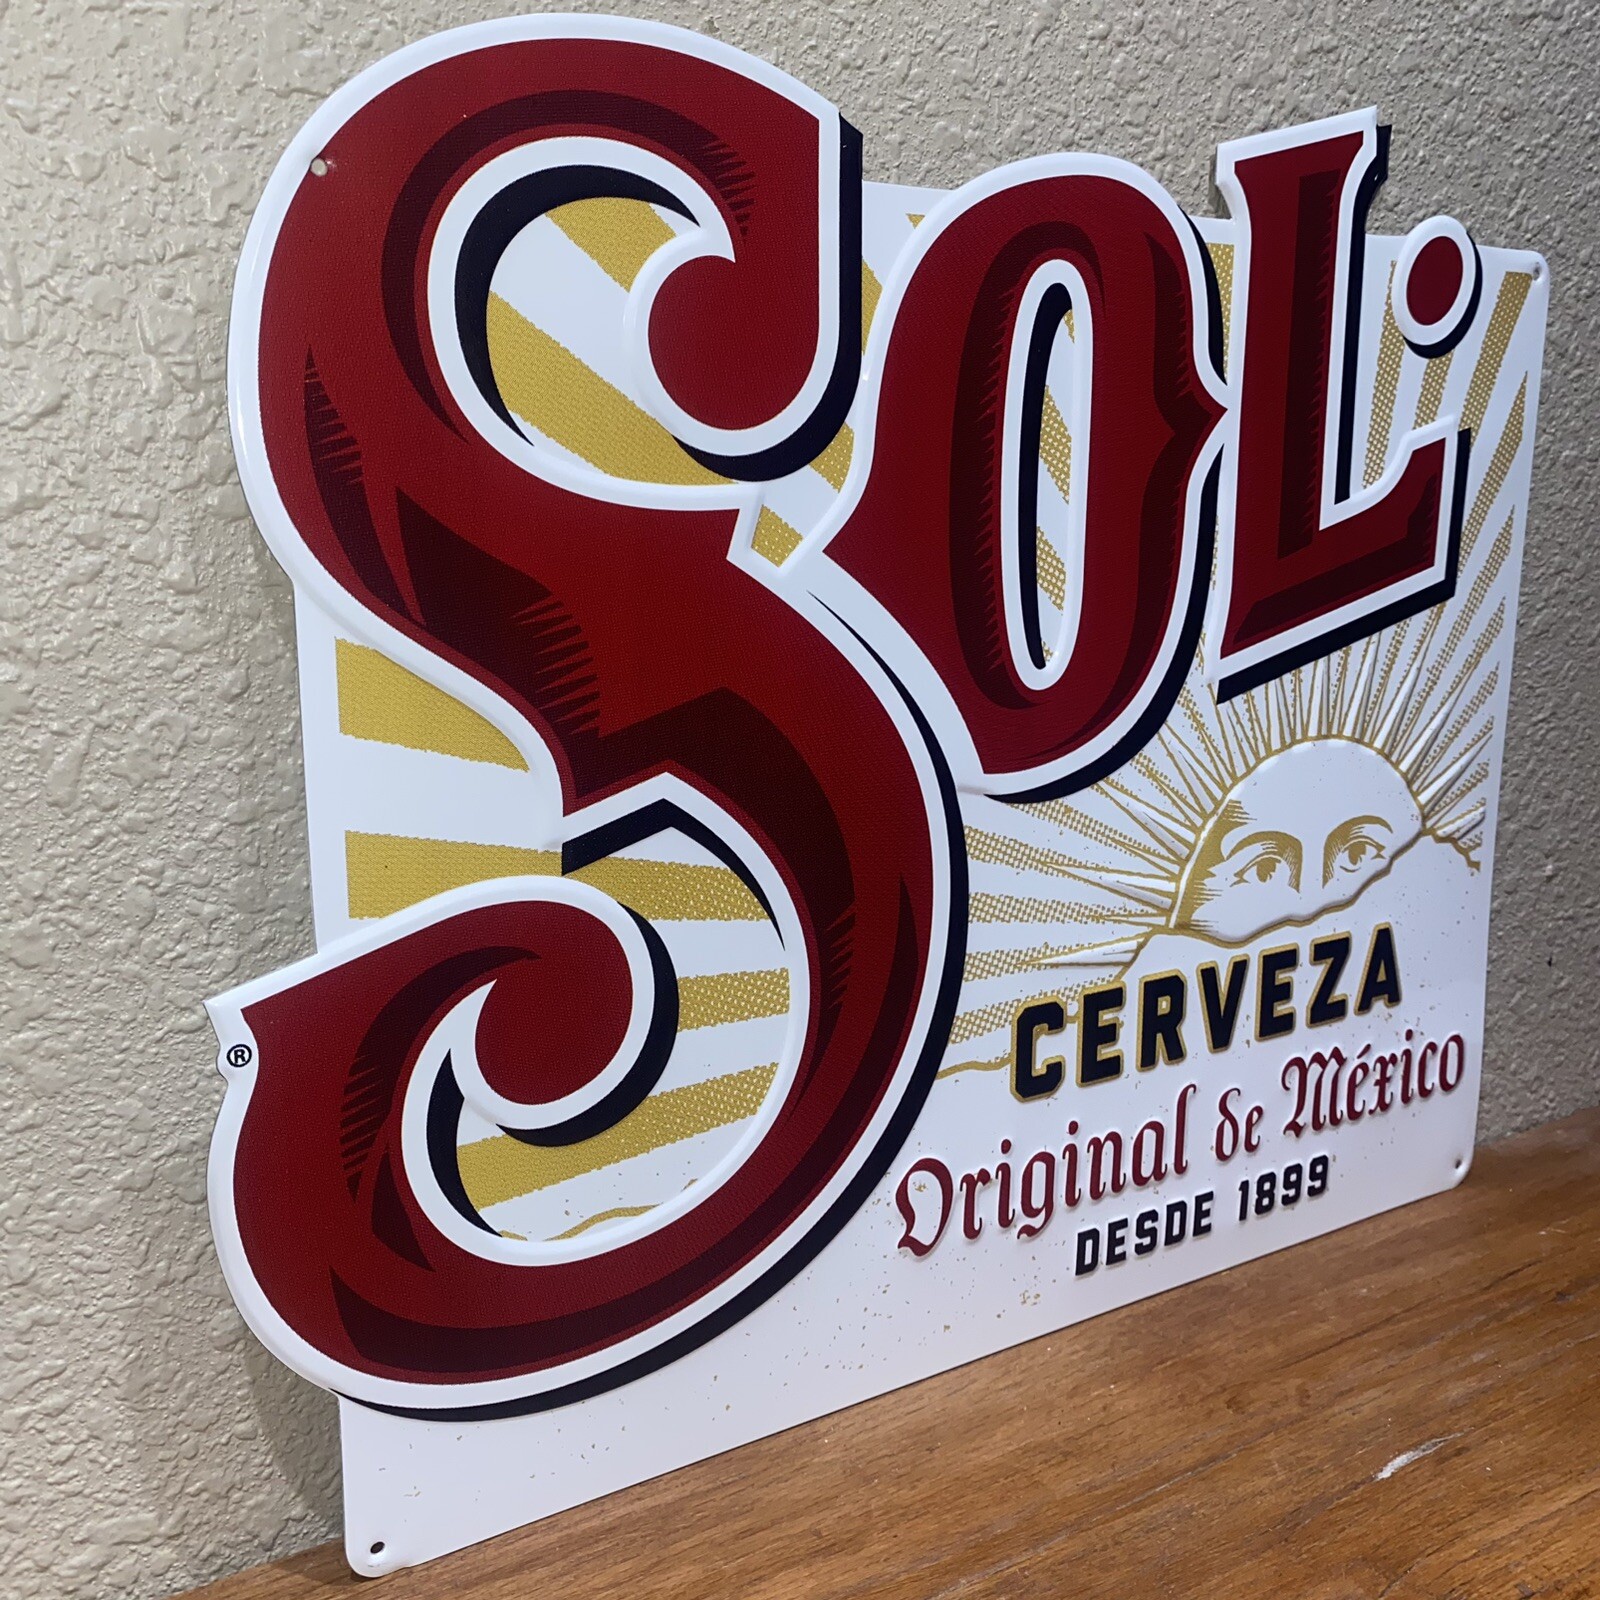 SOL.
®
CERVEZA
Original de México
DESDE 1899